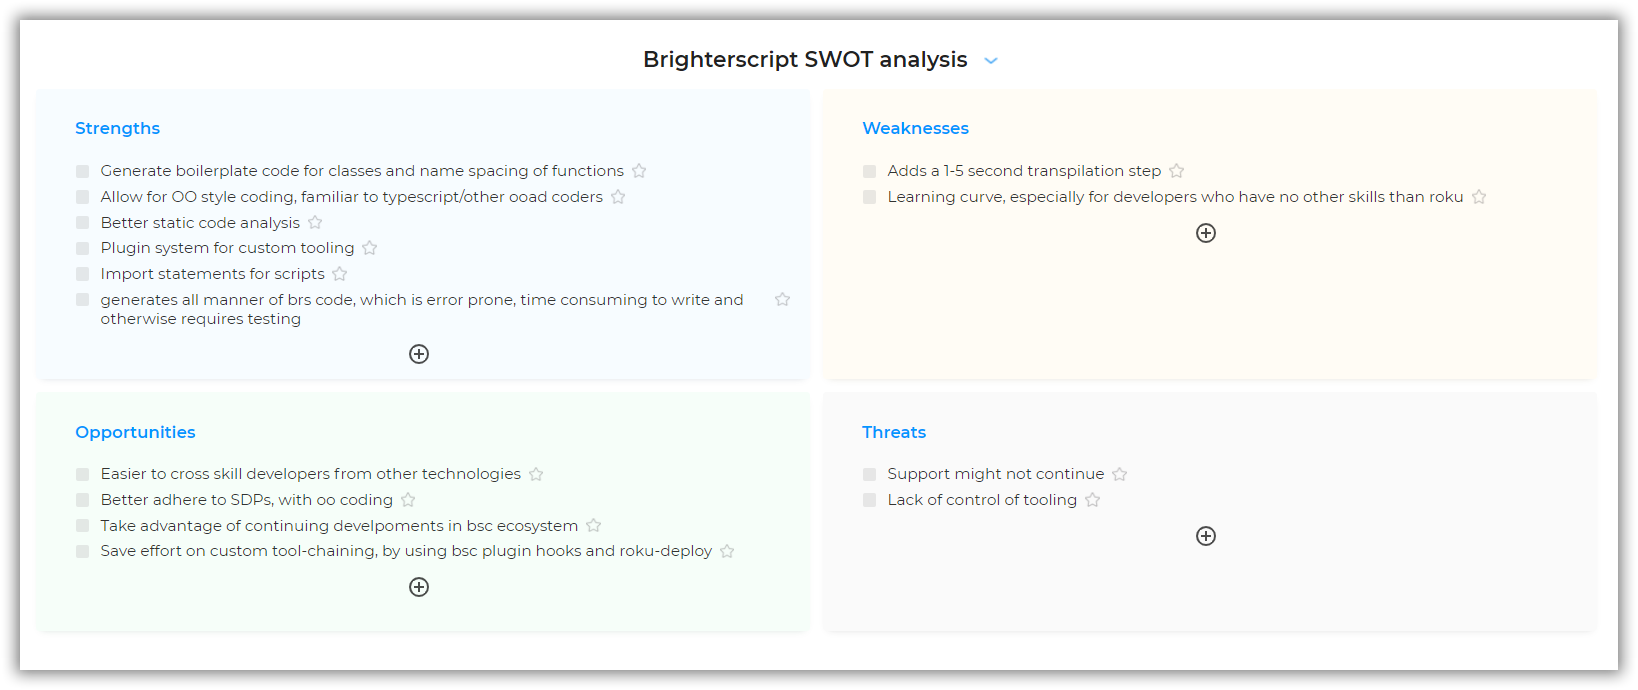 Brighterscript SWOT analysis
Strengths
Generate boilerplate code for classes and name spacing of functions
Allow for OO style coding, familiar to typescript/other ooad coders
Better static code analysis
Plugin system for custom tooling
Import statements for scripts
generates all manner of brs code, which is error prone, time consuming to write and
otherwise requires testing
Weaknesses
Adds a 1-5 second transpilation step
Learning curve, especially for developers who have no other skills than roku
Opportunities
Easier to cross skill developers from other technologies
Better adhere to SDPs, with oo coding
Take advantage of continuing develpoments in bsc ecosystem
Save effort on custom tool-chaining, by using bsc plugin hooks and roku-deploy
Threats
Support might not continue
Lack of control of tooling